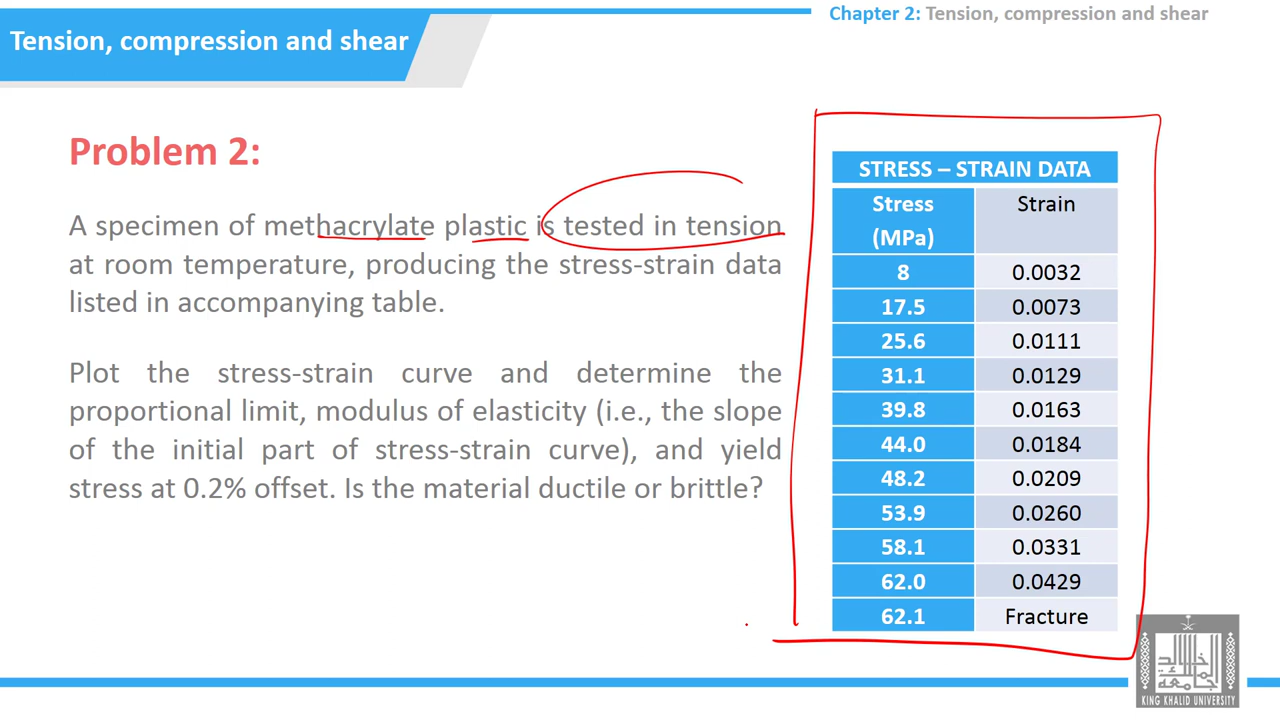 Chapter 2: Tension, compression and shear
Tension, compression and shear
Problem 2:
A specimen of methacrylate plastic is tested in tension
at room temperature, producing the stress-strain data
listed in accompanying table.
Plot the stress-strain curve and determine the
proportional limit, modulus of elasticity (i.e., the slope
of the initial part of stress-strain curve), and yield
stress at 0.2% offset. Is the material ductile or brittle?
STRESS – STRAIN DATA
Stress (MPa) Strain
8 0.0032
17.5 0.0073
25.6 0.0111
31.1 0.0129
39.8 0.0163
44.0 0.0184
48.2 0.0209
53.9 0.0260
58.1 0.0331
62.0 0.0429
62.1 Fracture
جامعة الملك خالد
KING KHALID UNIVERSITY